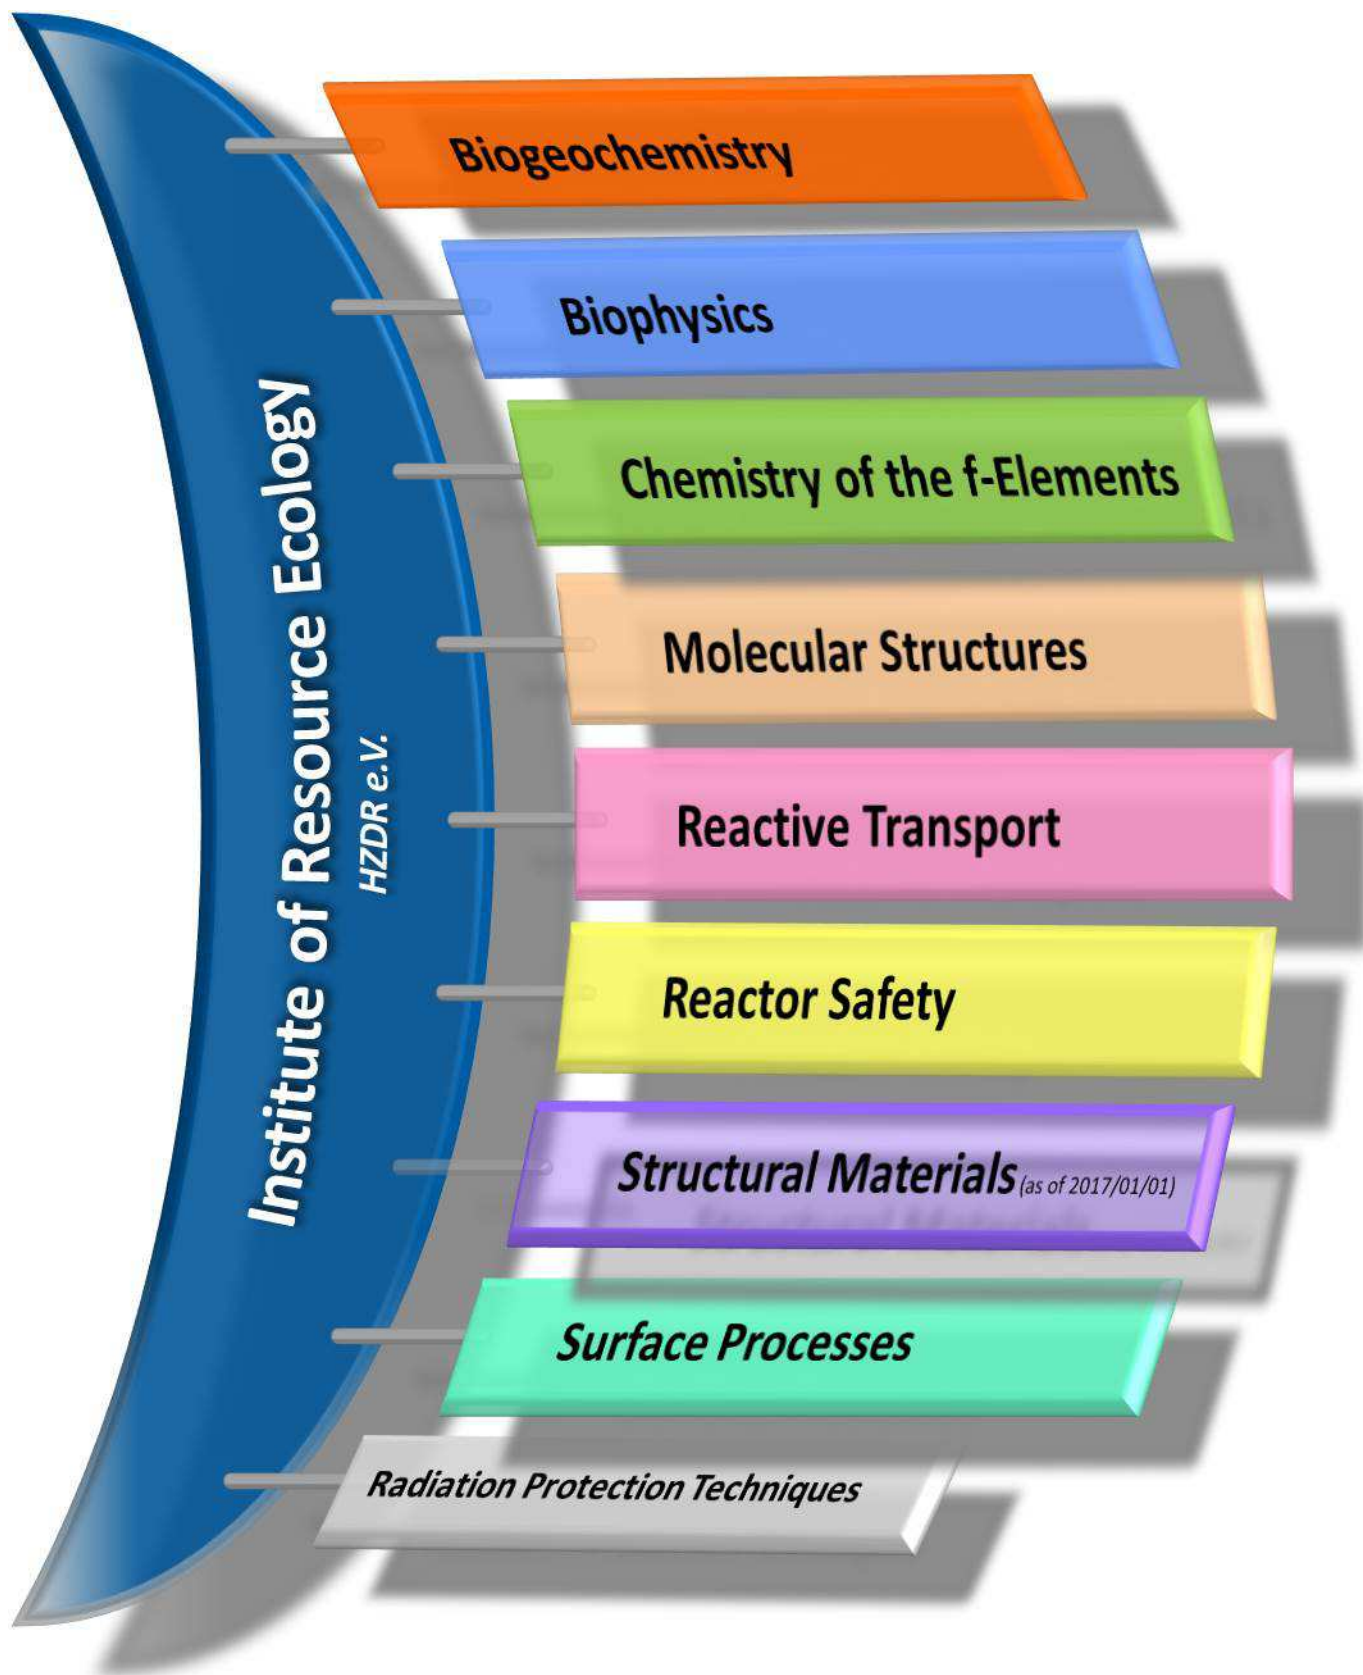 Institute of Resource Ecology
HZDR e.V.
Biogeochemistry
Biophysics
Chemistry of the f-Elements
Molecular Structures
Reactive Transport
Reactor Safety
Structural Materials (as of 2017/01/01)
Surface Processes
Radiation Protection Techniques